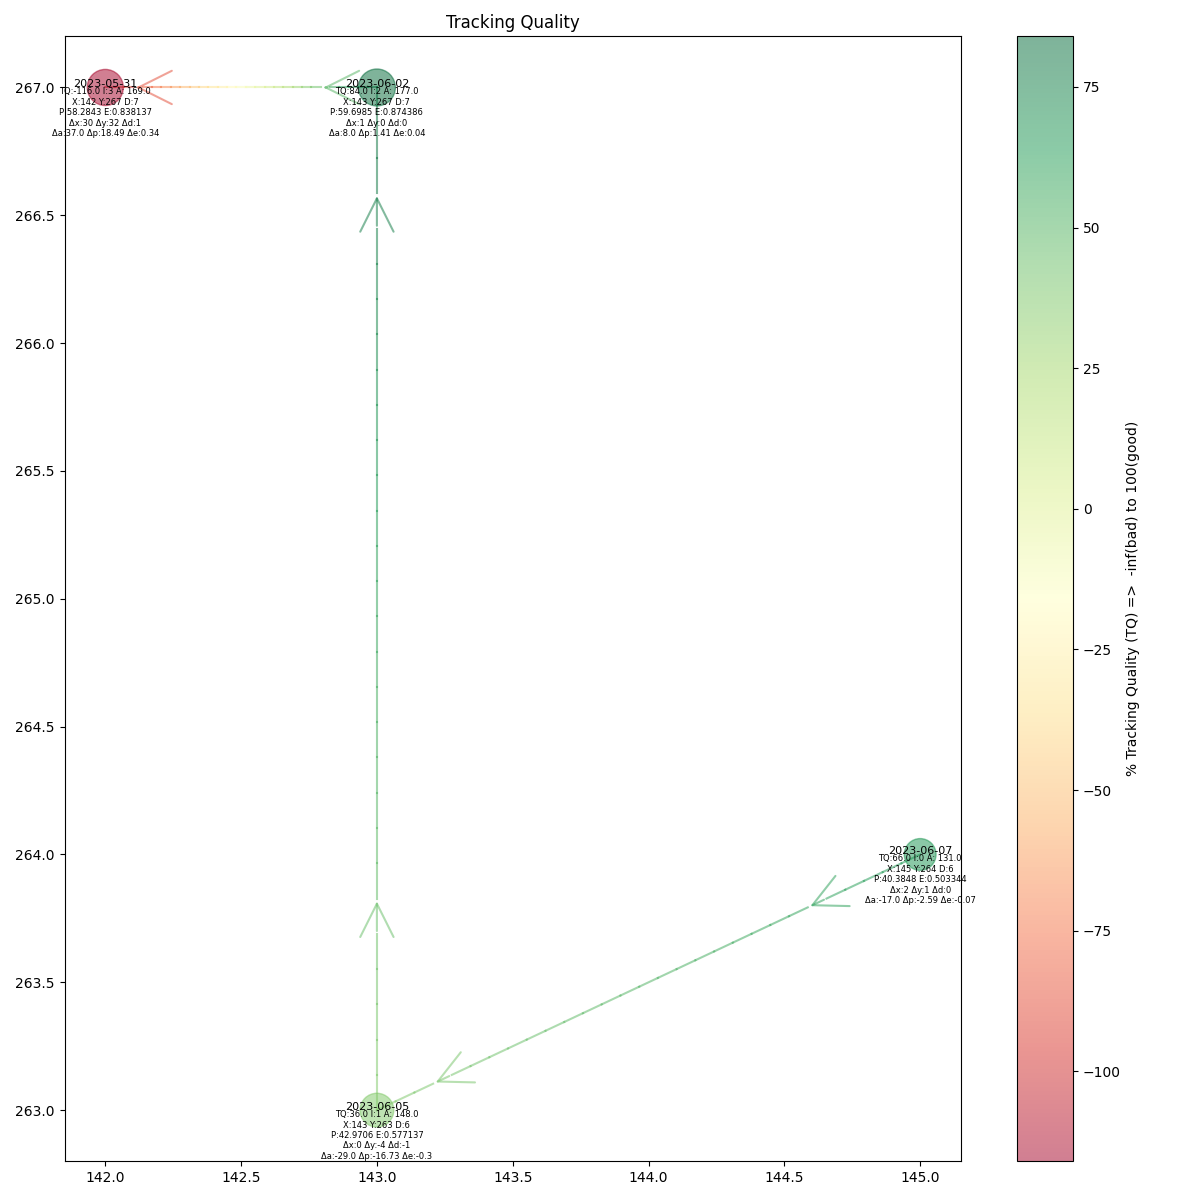 Tracking Quality
267.0
266.5
266.0
265.5
265.0
264.5
264.0
263.5
263.0
142.0 142.5 143.0 143.5 144.0 144.5 145.0
2023-05-31
TQ:-116.0 I:3 A: 169.0
X:142 Y:267 D:7
P:58.2843 E:0.838137
Δx:30 Δy:32 Δd:1
Δa:37.0 Δp:18.49 Δe:0.34
2023-06-02
TQ:84.0 I:2 A: 177.0
X:143 Y:267 D:7
P:59.6985 E:0.874386
Δx:1 Δy:0 Δd:0
Δa:8.0 Δp:1.41 Δe:0.04
2023-06-07
TQ:66.0 I:0 A: 131.0
X:145 Y:264 D:6
P:40.3848 E:0.503344
Δx:2 Δy:1 Δd:0
Δa:-17.0 Δp:-2.59 Δe:-0.07
2023-06-05
TQ:36.0 I:1 A: 148.0
X:143 Y:263 D:6
P:42.9706 E:0.577137
Δx:0 Δy:-4 Δd:-1
Δa:-29.0 Δp:-16.73 Δe:-0.3
75
50
25
0
−25
−50
−75
−100
% Tracking Quality (TQ) => -inf(bad) to 100(good)